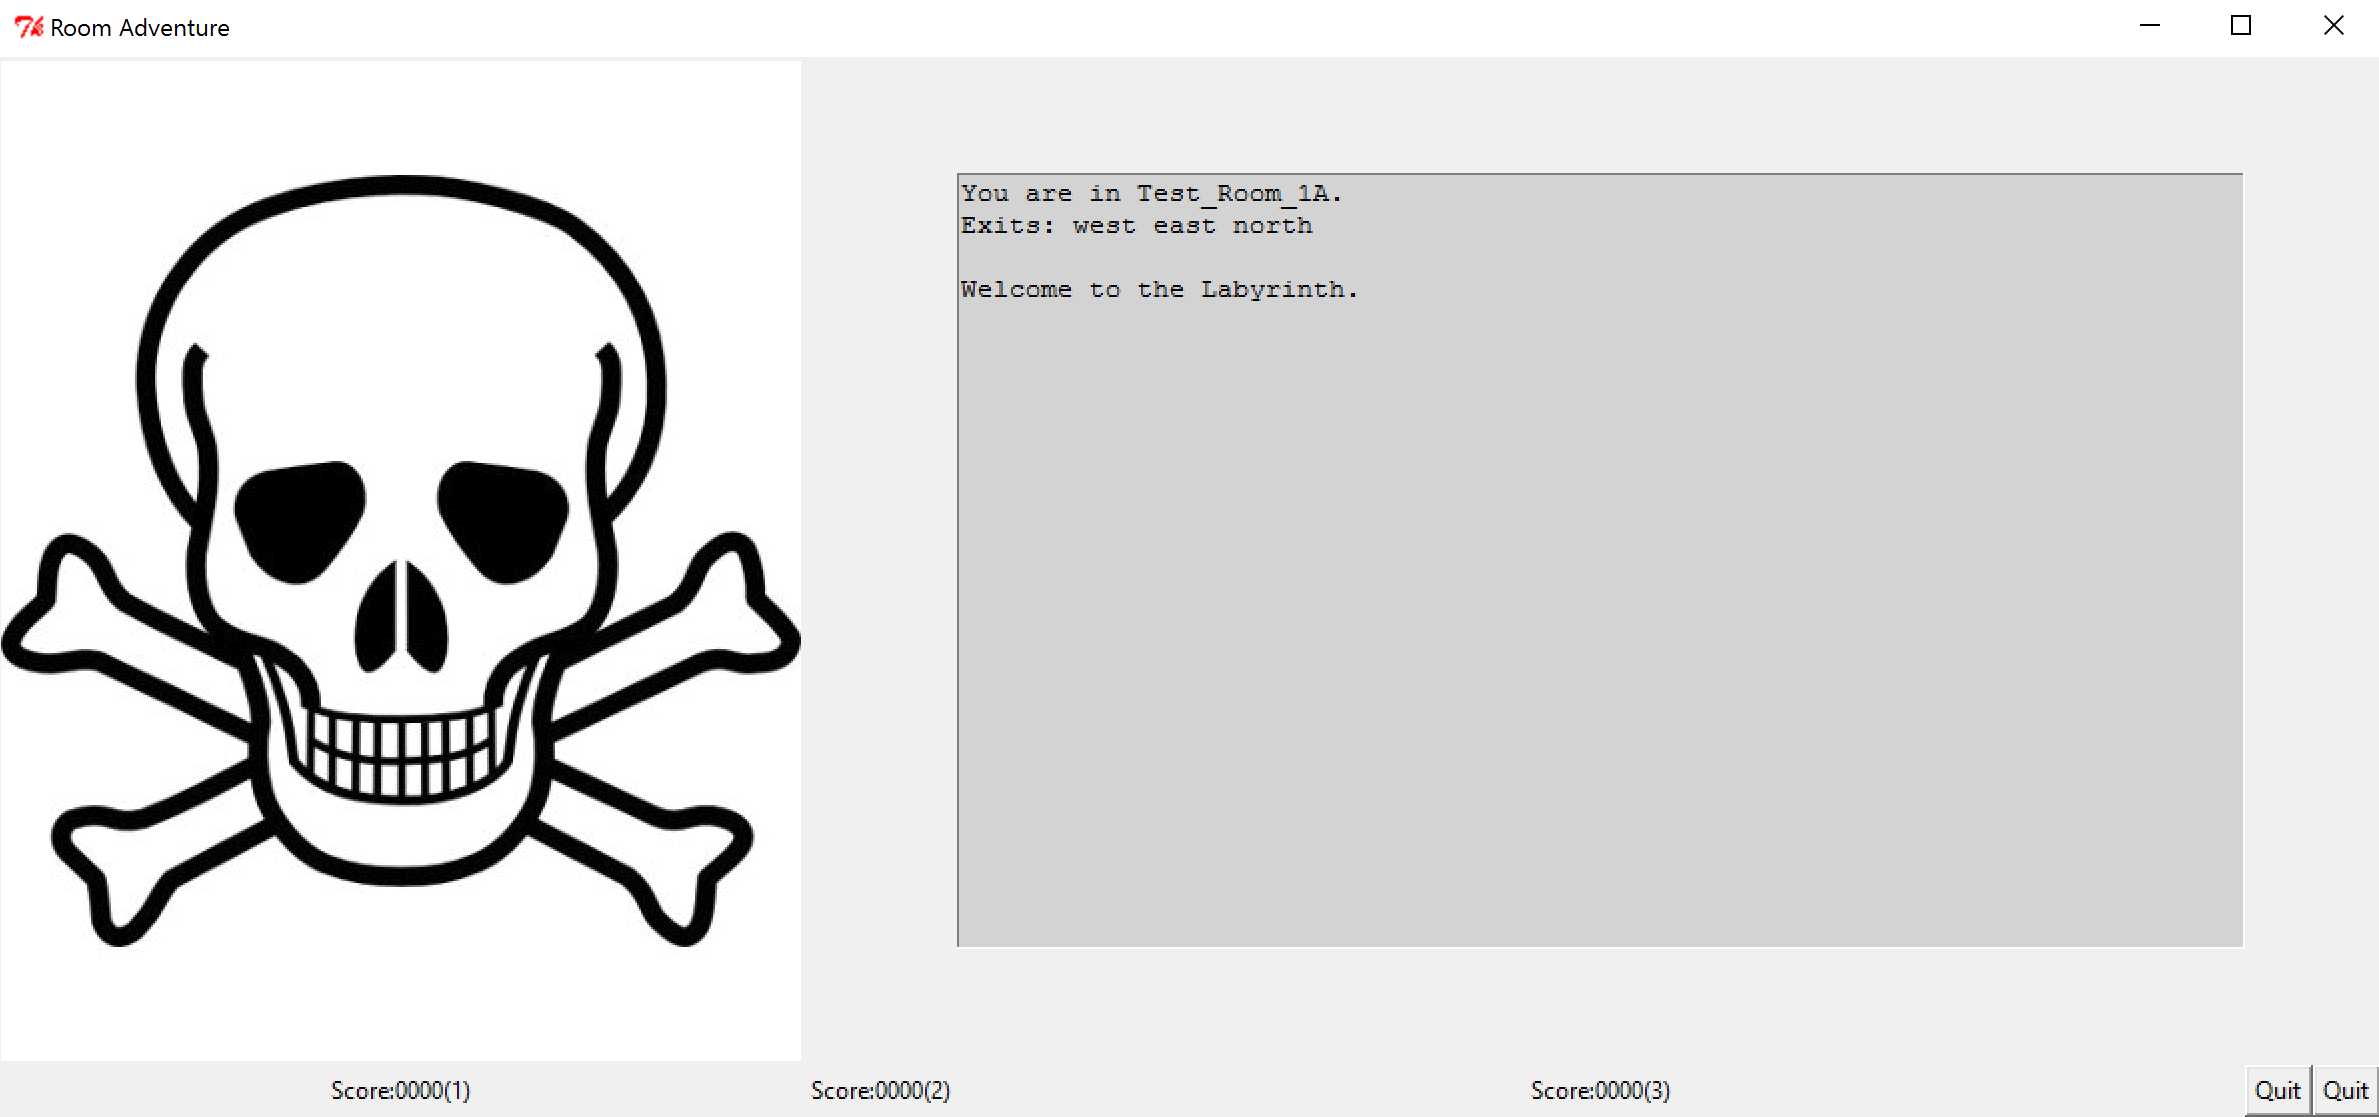 Room Adventure
You are in Test_Room_1A.
Exits: west east north
Welcome to the Labyrinth.
Score:0000(1) Score:0000(2) Score:0000(3) Quit Quit